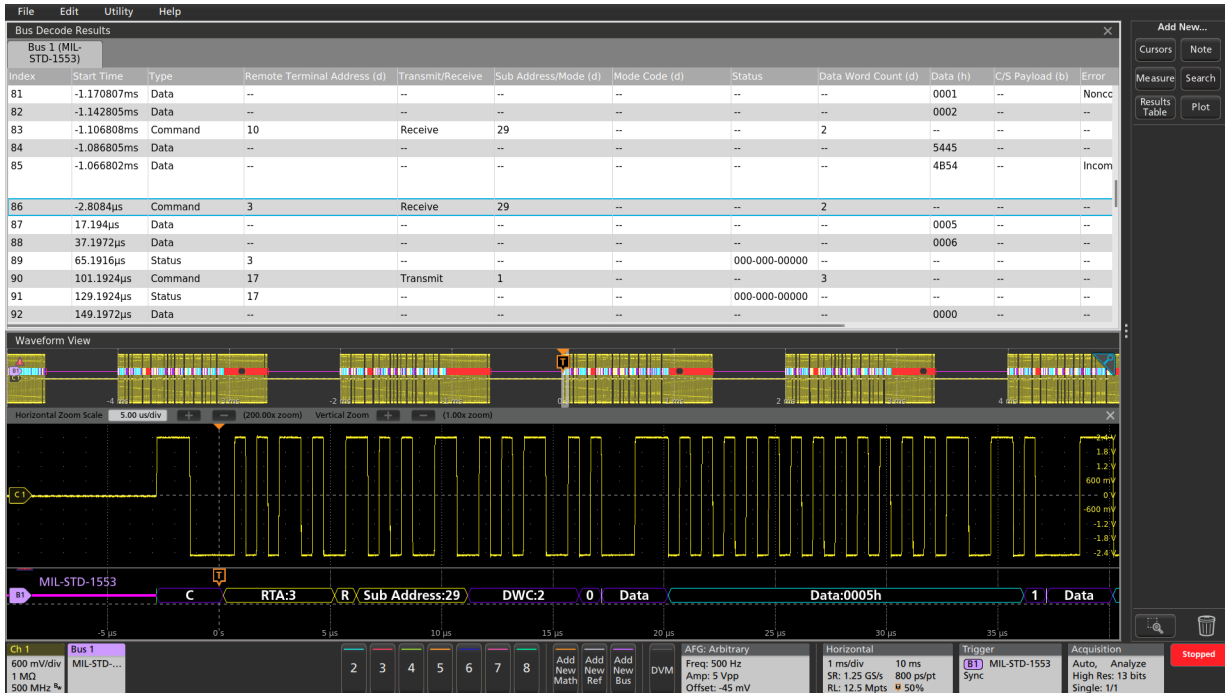 File Edit Utility Help
Bus Decode Results
Bus 1 (MIL-
STD-1553)
Index Start Time Type Remote Terminal Address (d) Transmit/Receive Sub Address/Mode (d) Mode Code (d) Status Data Word Count (d) Data (h) C/S Payload (b) Error
81 -1.170807ms Data -- -- -- -- -- -- 0001 -- Nonco
82 -1.142805ms Data -- -- -- -- -- -- 0002 -- --
83 -1.106808ms Command 10 Receive 29 -- -- 2 -- -- --
84 -1.086805ms Data -- -- -- -- -- -- 5445 -- --
85 -1.066802ms Data -- -- -- -- -- -- 4B54 -- Incom
86 -2.8084µs Command 3 Receive 29 -- -- 2 -- -- --
87 17.194µs Data -- -- -- -- -- -- 0005 -- --
88 37.1972µs Data -- -- -- -- -- -- 0006 -- --
89 65.1916µs Status 3 -- -- -- 000-000-00000 -- -- -- --
90 101.1924µs Command 17 Transmit 1 -- -- 3 -- -- --
91 129.1924µs Status 17 -- -- -- 000-000-00000 -- -- -- --
92 149.1972µs Data -- -- -- -- -- -- 0000 -- --
Add New...
Cursors Note
Measure Search
Results
Table
Plot
Waveform View
Horizontal Zoom Scale 5.00 us/div + − (200.00x zoom) Vertical Zoom + − (1.00x zoom)
C1
2.4 V
1.8 V
1.2 V
600 mV
0 V
-600 mV
-1.2 V
-1.8 V
-2.4 V
MIL-STD-1553
T
B1 C RTA:3 R Sub Address:29 DWC:2 0 Data Data:0005h 1 Data
-5 µs 0 s 5 µs 10 µs 15 µs 20 µs 25 µs 30 µs 35 µs
Ch 1
600 mV/div
1 MΩ
500 MHz Bw
Bus 1
MIL-STD-...
2 3 4 5 6 7 8
Add
New
Math
Add
New
Ref
Add
New
Bus
DVM
AFG: Arbitrary
Freq: 500 Hz
Amp: 5 Vpp
Offset: -45 mV
Horizontal
1 ms/div 10 ms
SR: 1.25 GS/s 800 ps/pt
RL: 12.5 Mpts 50%
Trigger
B1 MIL-STD-1553
Sync
Acquisition
Auto, Analyze
High Res: 13 bits
Single: 1/1
Stopped